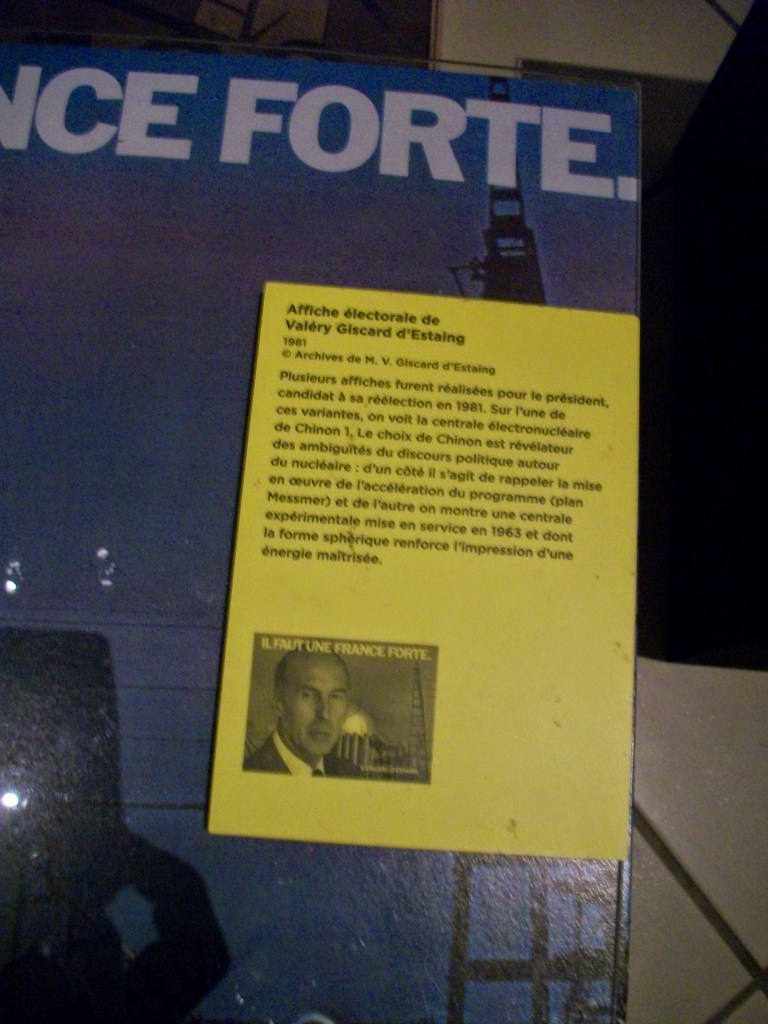 NCE FORTE.
Affiche électorale de
Valéry Giscard d'Estaing
1981
© Archives de M. V. Giscard d'Estaing
Plusieurs affiches furent réalisées pour le président,
candidat à sa réélection en 1981. Sur l'une de
ces variantes, on voit la centrale électronucléaire
de Chinon 1. Le choix de Chinon est révélateur
des ambiguïtés du discours politique autour
du nucléaire : d'un côté il s'agit de rappeler la mise
en œuvre de l'accélération du programme (plan
Messmer) et de l'autre on montre une centrale
expérimentale mise en service en 1963 et dont
la forme sphérique renforce l'impression d'une
énergie maîtrisée.
IL FAUT UNE FRANCE FORTE.